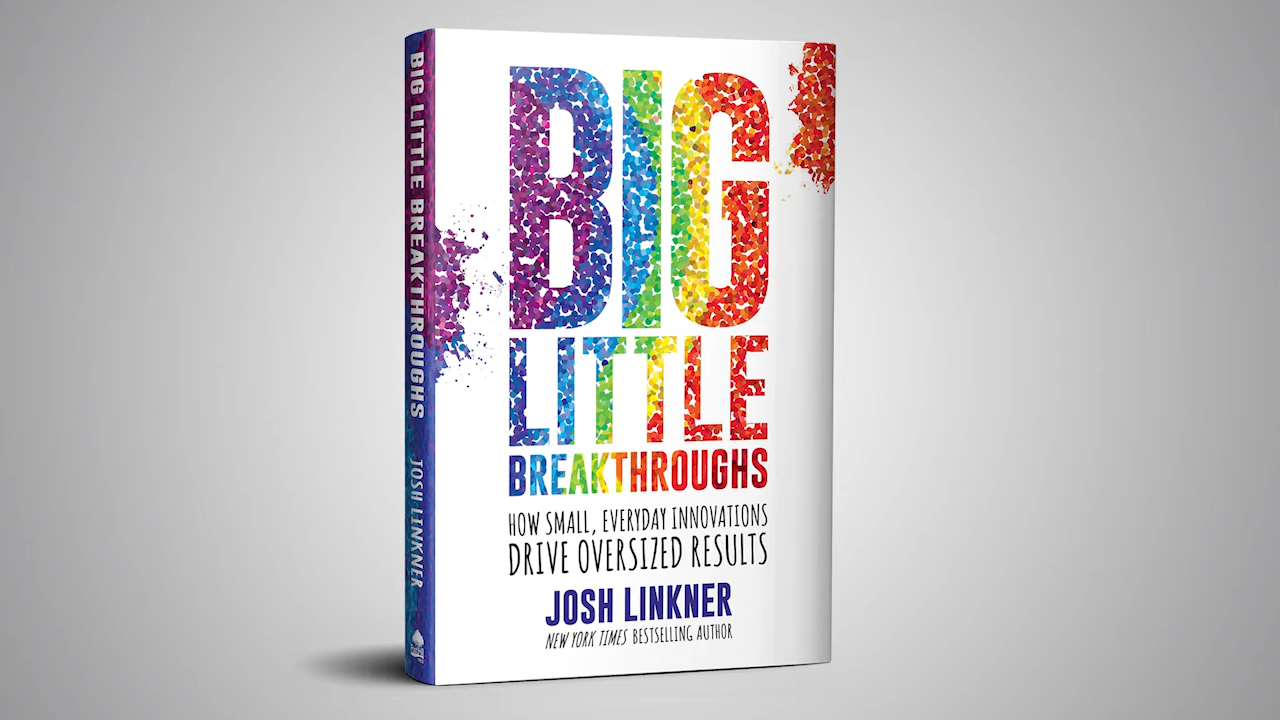 BIG LITTLE BREAKTHROUGHS
JOSH LINKNER
BIG
LITTLE
BREAKTHROUGHS
HOW SMALL, EVERYDAY INNOVATIONS
DRIVE OVERSIZED RESULTS
JOSH LINKNER
NEW YORK TIMES BESTSELLING AUTHOR